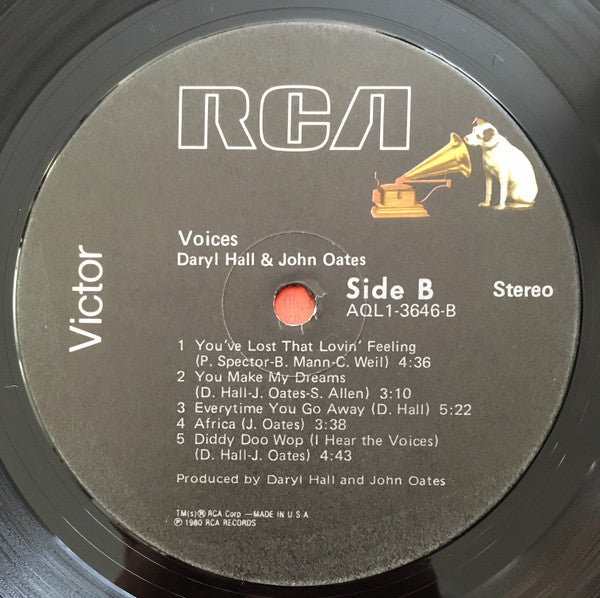 RCA
Victor
Voices
Daryl Hall & John Oates
Side B
Stereo
AQL1-3646-B
1 You've Lost That Lovin' Feeling
(P. Spector-B. Mann-C. Weil) 4:36
2 You Make My Dreams
(D. Hall-J. Oates-S. Allen) 3:10
3 Everytime You Go Away (D. Hall) 5:22
4 Africa (J. Oates) 3:38
5 Diddy Doo Wop (I Hear the Voices)
(D. Hall-J. Oates) 4:43
Produced by Daryl Hall and John Oates
TM(s)® RCA Corp —MADE IN U.S.A.
℗ 1980 RCA RECORDS